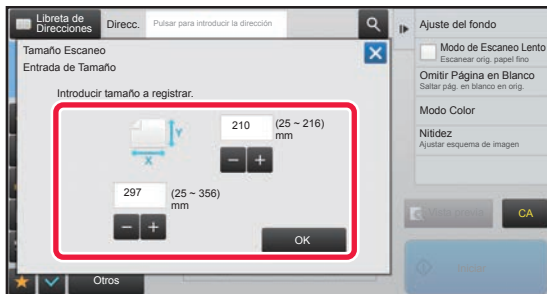 Libreta de
Direcciones
Direcc.
Pulsar para introducir la dirección
Tamaño Escaneo
Entrada de Tamaño
Introducir tamaño a registrar.
Y
X
210
(25 ~ 216)
mm
297
(25 ~ 356)
mm
OK
Otros
Ajuste del fondo
Modo de Escaneo Lento
Escanear orig. papel fino
Omitir Página en Blanco
Saltar pág. en blanco en orig.
Modo Color
Nitidez
Ajustar esquema de imagen
CA
Iniciar